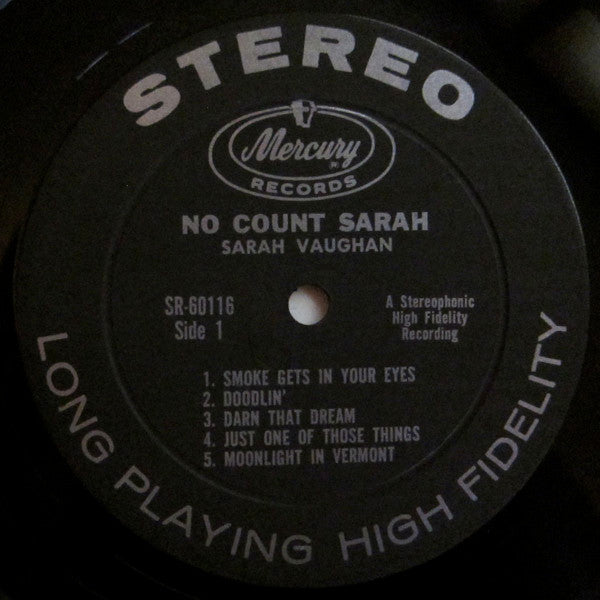 STEREO
Mercury
RECORDS
NO COUNT SARAH
SARAH VAUGHAN
SR-60116
Side 1
A Stereophonic
High Fidelity
Recording
1. SMOKE GETS IN YOUR EYES
2. DOODLIN'
3. DARN THAT DREAM
4. JUST ONE OF THOSE THINGS
5. MOONLIGHT IN VERMONT
LONG PLAYING HIGH FIDELITY